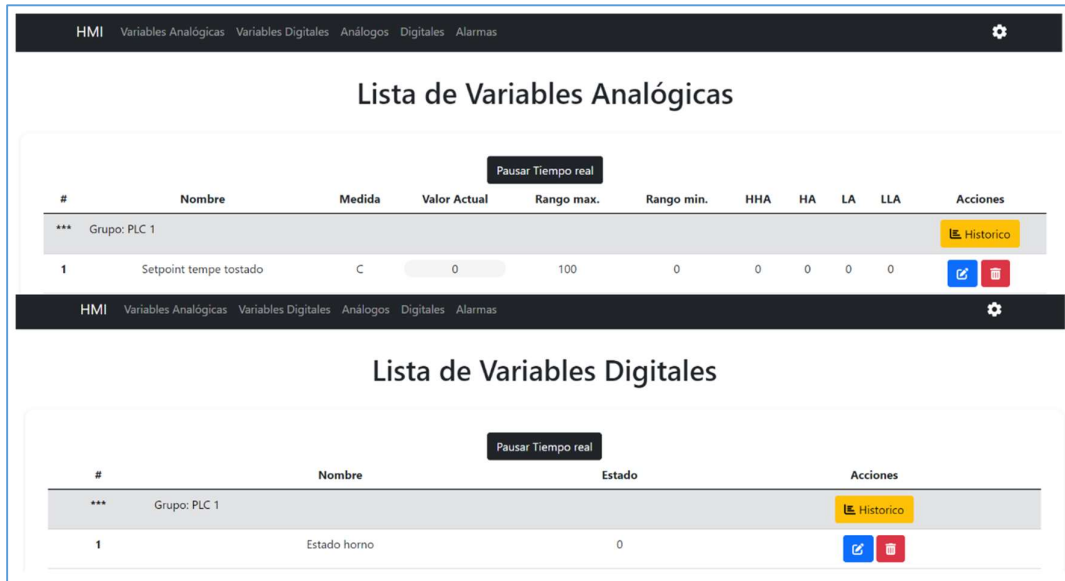 HMI Variables Analógicas Variables Digitales Análogos Digitales Alarmas
Lista de Variables Analógicas
Pausar Tiempo real
# Nombre Medida Valor Actual Rango max. Rango min. HHA HA LA LLA Acciones
*** Grupo: PLC 1 Historico
1 Setpoint tempe tostado C 0 100 0 0 0 0 0
HMI Variables Analógicas Variables Digitales Análogos Digitales Alarmas
Lista de Variables Digitales
Pausar Tiempo real
# Nombre Estado Acciones
*** Grupo: PLC 1 Historico
1 Estado horno 0